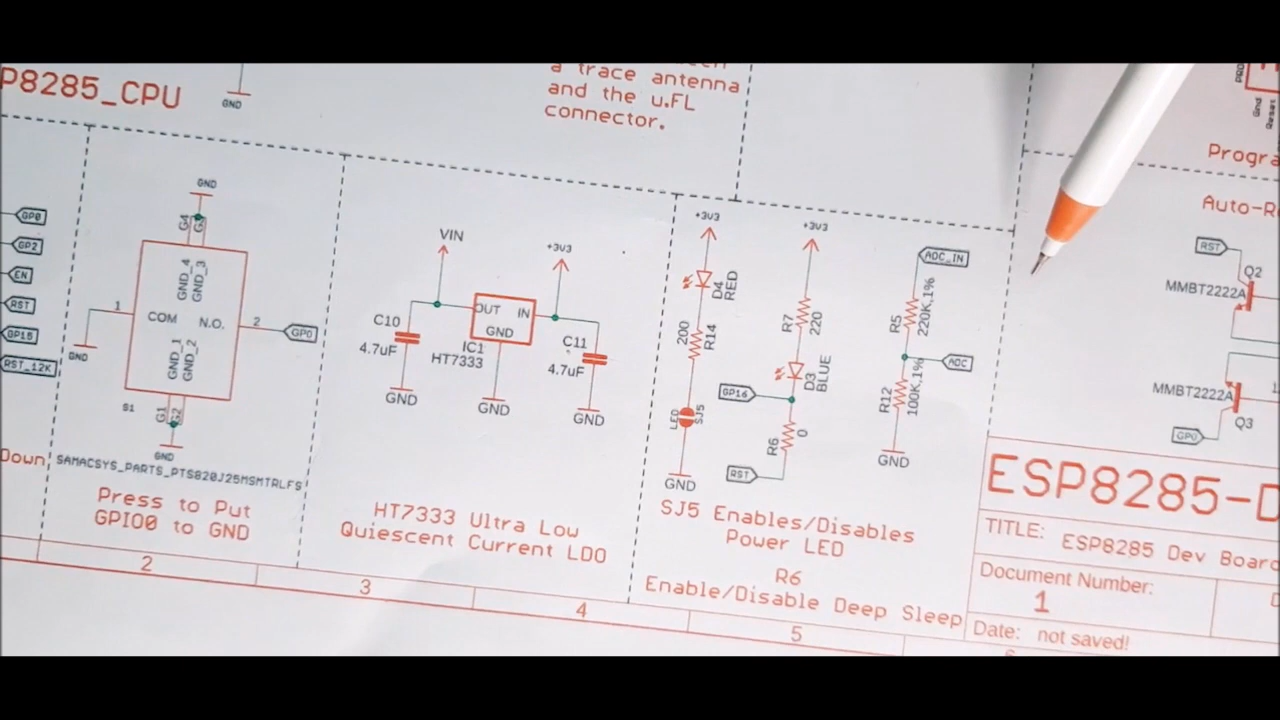 P8285_CPU
GND
a trace antenna
and the u.FL
connector.
Progra
Gnd
Reset
GP0
GP2
EN
RST
GP15
RST_12K
Down
GND
G4
G3
GND_4
GND_3
1
COM
N.O.
2
GP0
GND
GND_1
GND_2
S1
G1
G2
GND
SAMACSYS_PARTS_PTS820J25MSMTRLFS
Press to Put
GPIO0 to GND
VIN
+3V3
OUT
IN
GND
C10
4.7uF
IC1
HT7333
C11
4.7uF
GND
GND
GND
HT7333 Ultra Low
Quiescent Current LDO
+3V3
D4
RED
200
R14
LED
SJ5
GND
+3V3
R7
220
D3
BLUE
GP16
R6
0
RST
ADC_IN
R5
220K,1%
ADC
R12
100K,1%
GND
SJ5 Enables/Disables
Power LED
R6
Enable/Disable Deep Sleep
Auto-R
RST
Q2
MMBT2222A
MMBT2222A
Q3
GP0
ESP8285-D
TITLE:
ESP8285 Dev Board
Document Number:
1
Date:
not saved!
2
3
4
5